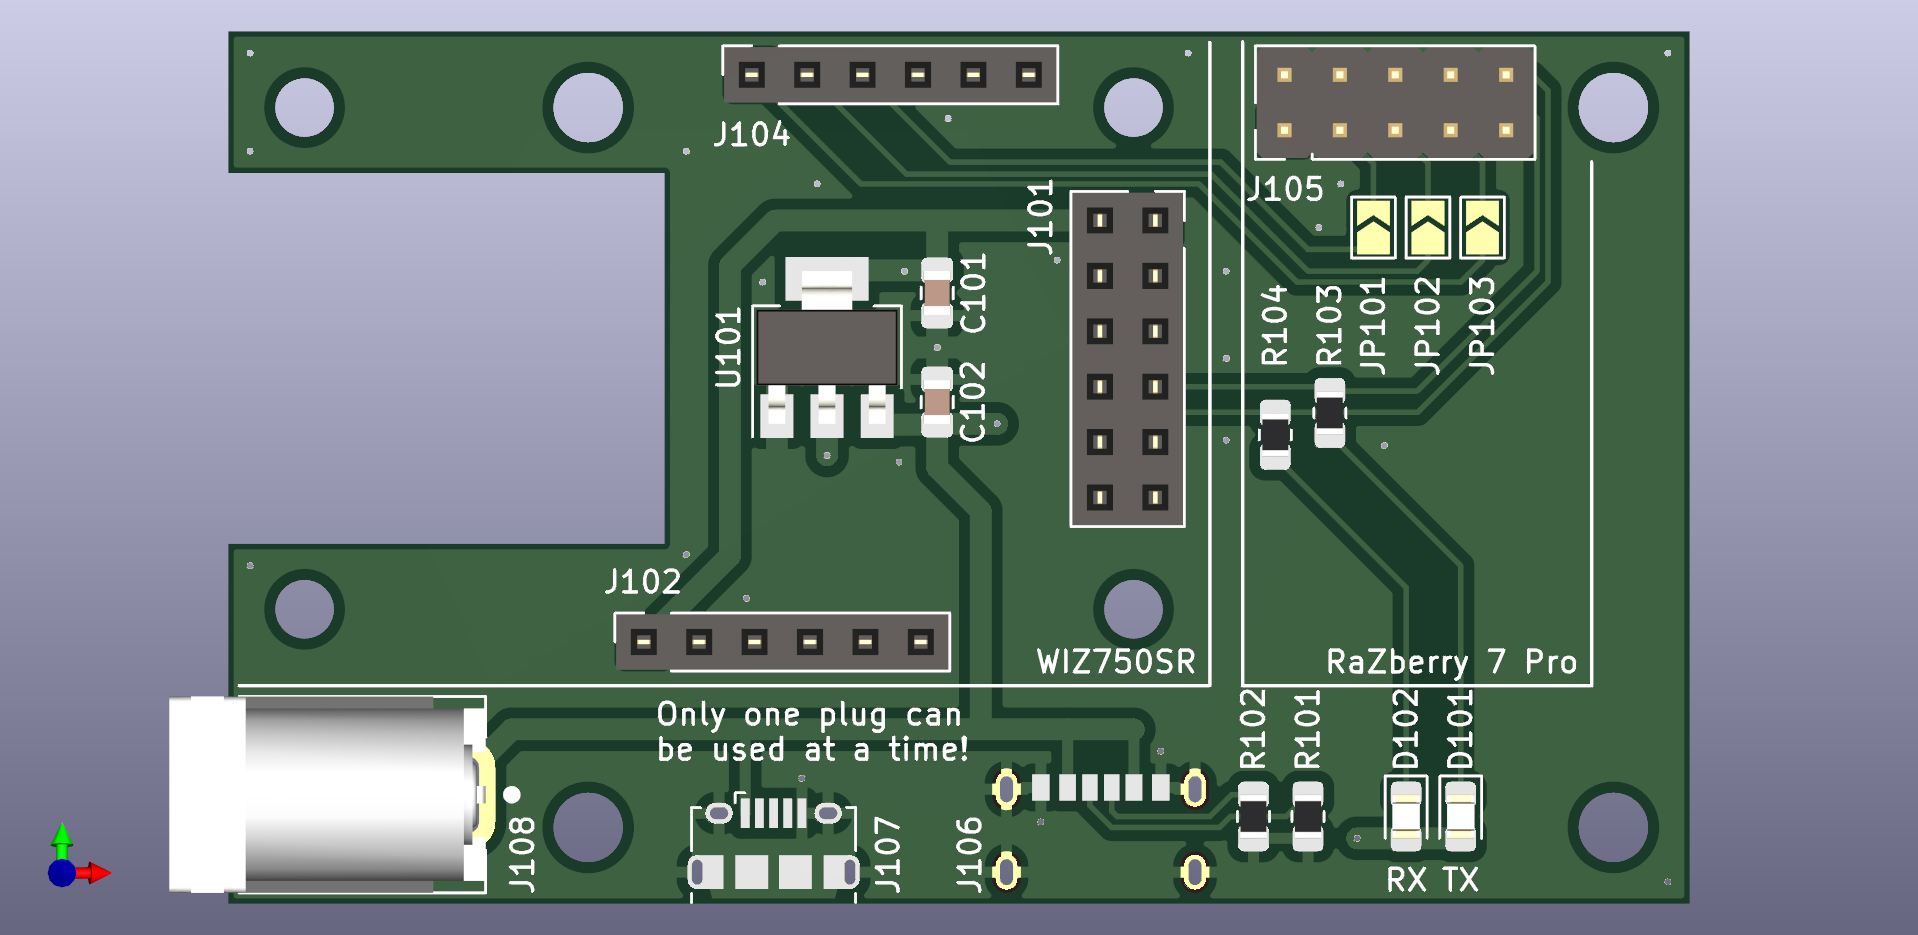 J104
J105
J101
C101
U101
R104
R103
JP101
JP102
JP103
C102
J102
WIZ750SR
RaZberry 7 Pro
Only one plug can
be used at a time!
R102
R101
D102
D101
J108
J107
J106
RX
TX